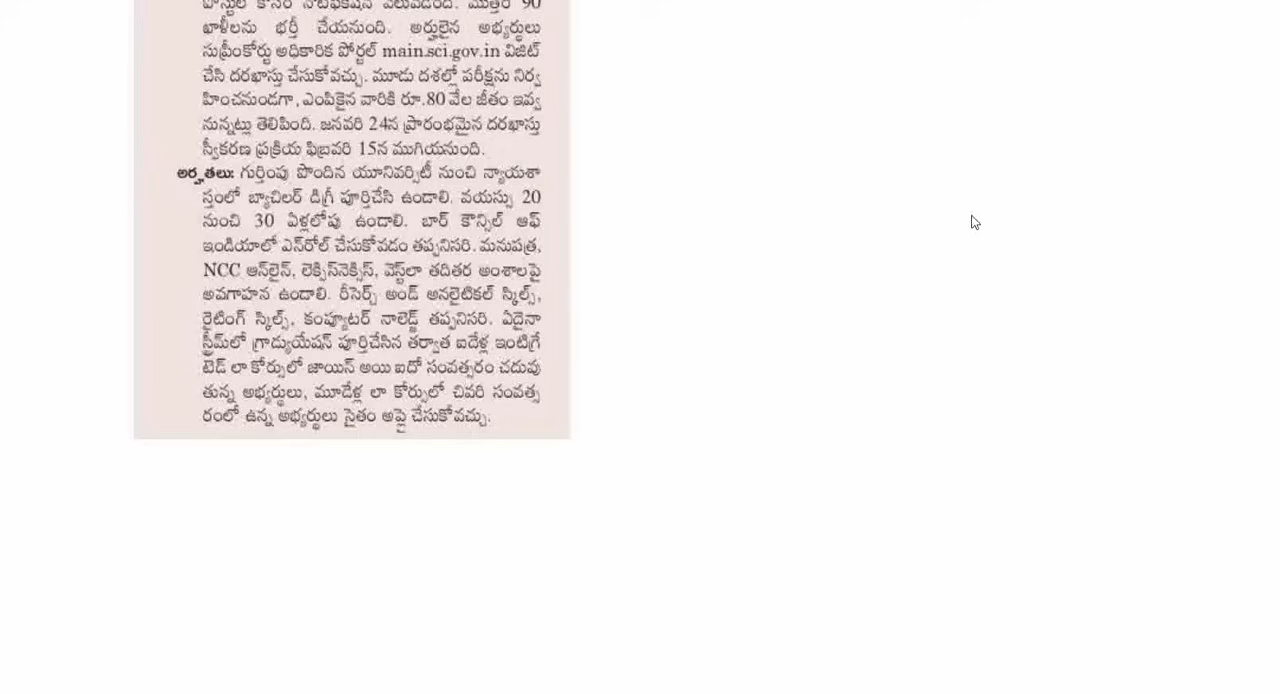 పోస్టుల కోసం నోటిఫికేషన్ వెలువడింది. మొత్తం 90
ఖాళీలను భర్తీ చేయనుంది. అర్హులైన అభ్యర్థులు
సుప్రీంకోర్టు అధికారిక పోర్టల్ main.sci.gov.in విజిట్
చేసి దరఖాస్తు చేసుకోవచ్చు. మూడు దశల్లో పరీక్షను నిర్వ
హించనుండగా, ఎంపికైన వారికి రూ.80 వేల జీతం ఇవ్వ
నున్నట్లు తెలిపింది. జనవరి 24న ప్రారంభమైన దరఖాస్తు
స్వీకరణ ప్రక్రియ ఫిబ్రవరి 15న ముగియనుంది.
అర్హతలు: గుర్తింపు పొందిన యూనివర్సిటీ నుంచి న్యాయశా
స్త్రంలో బ్యాచిలర్ డిగ్రీ పూర్తిచేసి ఉండాలి. వయస్సు 20
నుంచి 30 ఏళ్లలోపు ఉండాలి. బార్ కౌన్సిల్ ఆఫ్
ఇండియాలో ఎన్‌రోల్ చేసుకోవడం తప్పనిసరి. మనుపత్ర,
NCC ఆన్‌లైన్, లెక్సిస్‌నెక్సిస్, వెస్ట్‌లా తదితర అంశాలపై
అవగాహన ఉండాలి. రీసెర్చ్ అండ్ అనలైటికల్ స్కిల్స్,
రైటింగ్ స్కిల్స్, కంప్యూటర్ నాలెడ్జ్ తప్పనిసరి. ఏదైనా
స్ట్రీమ్‌లో గ్రాడ్యుయేషన్ పూర్తిచేసిన తర్వాత ఐదేళ్ల ఇంటిగ్రే
టెడ్ లా కోర్సులో జాయిన్ అయి ఐదో సంవత్సరం చదువు
తున్న అభ్యర్థులు, మూడేళ్ల లా కోర్సులో చివరి సంవత్స
రంలో ఉన్న అభ్యర్థులు సైతం అప్లై చేసుకోవచ్చు.